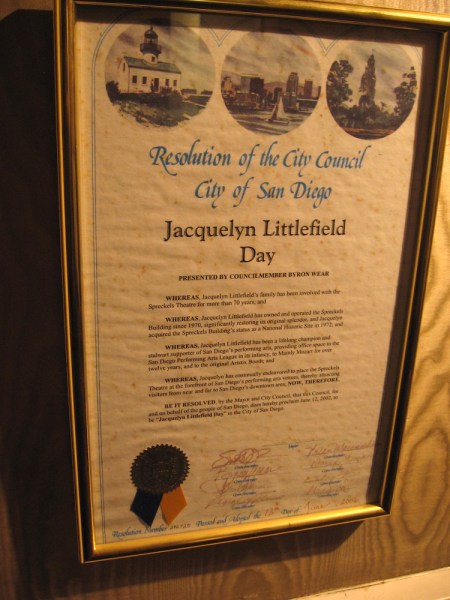 Resolution of the City Council
City of San Diego
Jacquelyn Littlefield
Day
PRESENTED BY COUNCILMEMBER BYRON WEAR
WHEREAS, Jacquelyn Littlefield's family has been involved with the
Spreckels Theatre for more than 70 years; and
WHEREAS, Jacquelyn Littlefield has owned and operated the Spreckels
Building since 1970, significantly restoring its original splendor, and Jacquelyn
acquired the Spreckels Building's status as National Historic Site in 1972; and
WHEREAS, Jacquelyn Littlefield has been a lifelong champion and
stalwart supporter of San Diego's performing arts, providing office space to the
San Diego Performing Arts League in its infancy, to Mainly Mozart for over
twelve years, and to the original Artists Booth; and
WHEREAS, Jacquelyn has continually endeavored to place the Spreckels
Theatre at the forefront of San Diego's performing arts venues, thereby attracting
visitors from near and far to San Diego's downtown area; NOW, THEREFORE,
BE IT RESOLVED, by the Mayor and City Council, that this Council, for
and on behalf of the people of San Diego, does hereby proclaim June 12, 2002, to
be "Jacquelyn Littlefield Day" in the City of San Diego.
Resolution Number Passed and Adopted the Day of